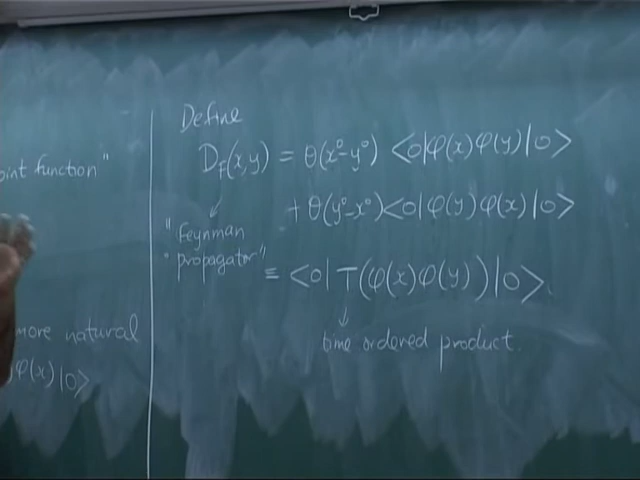 oint function"
more natural
φ(x)|0>
Define
D_F(x,y) = θ(x⁰-y⁰) <0|φ(x)φ(y)|0>
+ θ(y⁰-x⁰)<0|φ(y)φ(x)|0>
"Feynman
propagator"
≡ <0|T(φ(x)φ(y))|0>
time ordered product.